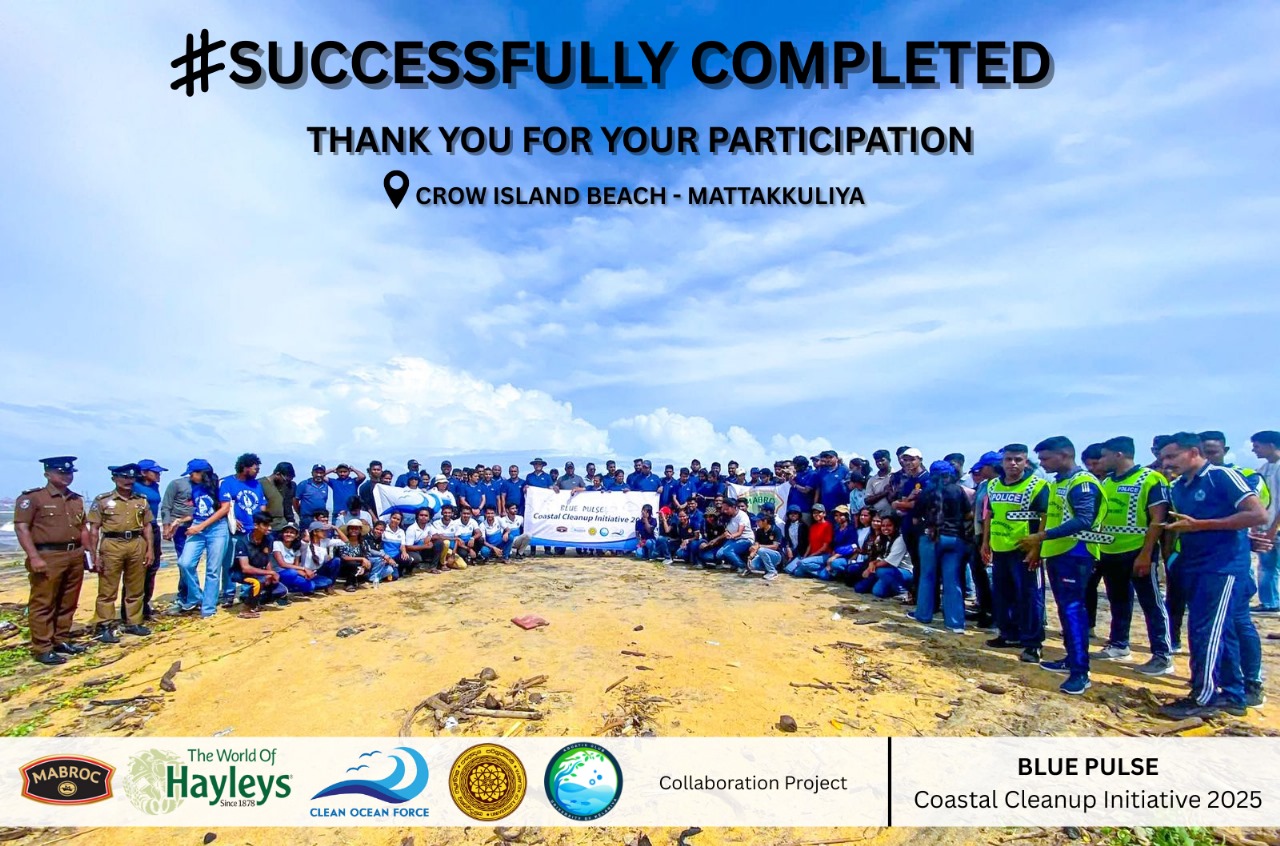 #SUCCESSFULLY COMPLETED
THANK YOU FOR YOUR PARTICIPATION
CROW ISLAND BEACH - MATTAKKULIYA
BLUE PULSE
Coastal Cleanup Initiative
MABROC
POLICE
POLICE
MABROC
The World Of
Hayleys
Since 1878
CLEAN OCEAN FORCE
Collaboration Project
BLUE PULSE
Coastal Cleanup Initiative 2025